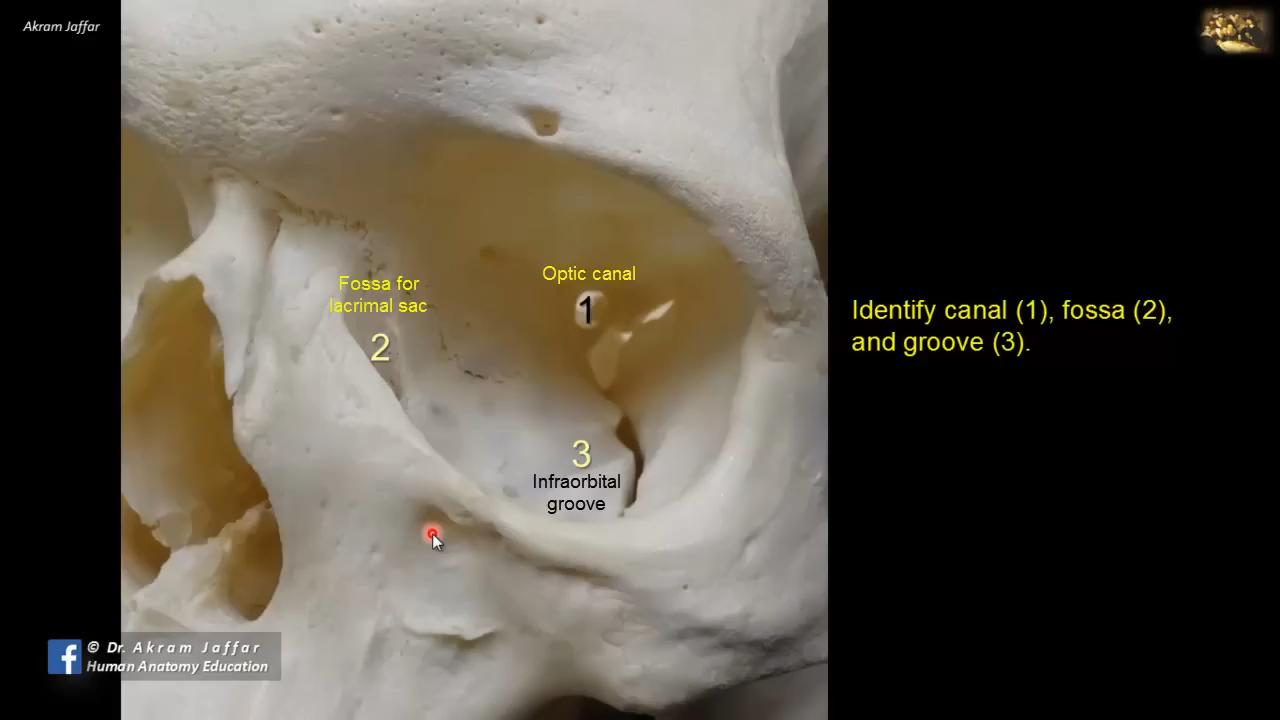 Akram Jaffar
Optic canal
1
Fossa for
lacrimal sac
2
3
Infraorbital
groove
Identify canal (1), fossa (2),
and groove (3).
f
© Dr. Akram Jaffar
Human Anatomy Education